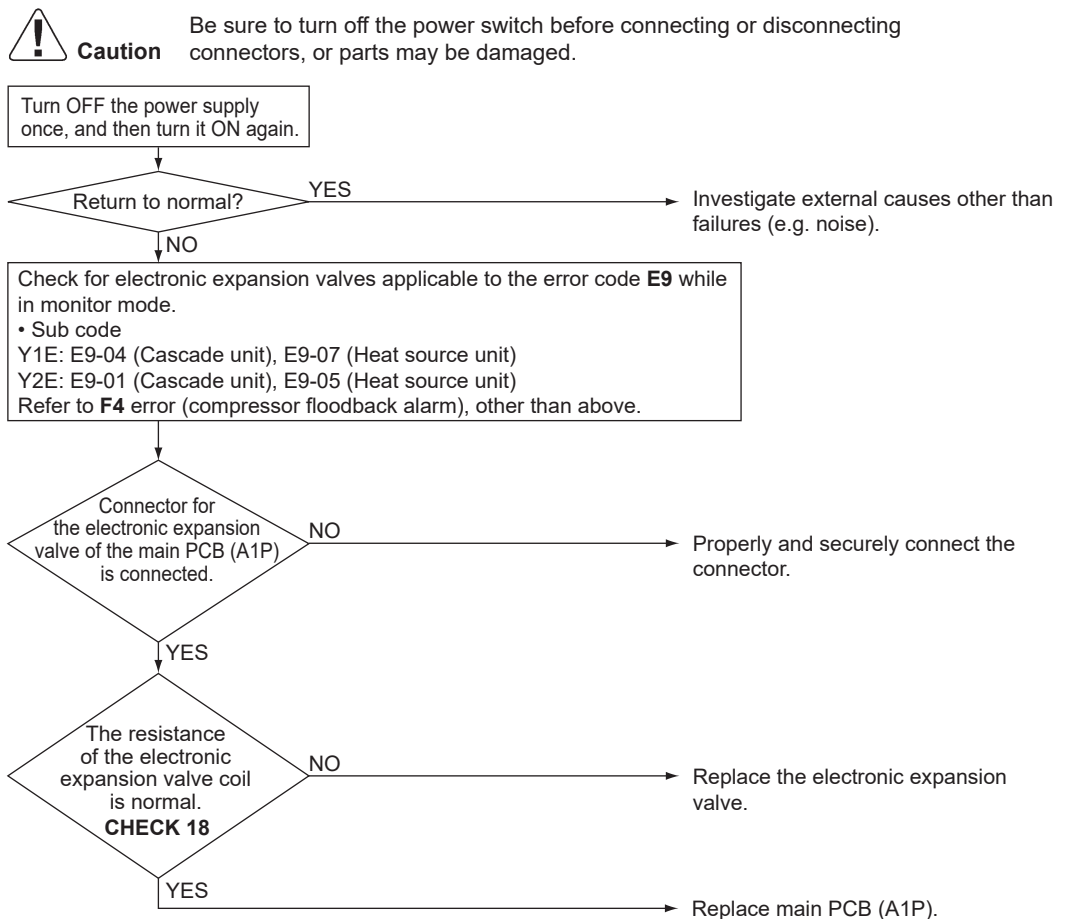 Caution
Be sure to turn off the power switch before connecting or disconnecting
connectors, or parts may be damaged.
Turn OFF the power supply
once, and then turn it ON again.
Return to normal?
YES
Investigate external causes other than
failures (e.g. noise).
NO
Check for electronic expansion valves applicable to the error code E9 while
in monitor mode.
• Sub code
Y1E: E9-04 (Cascade unit), E9-07 (Heat source unit)
Y2E: E9-01 (Cascade unit), E9-05 (Heat source unit)
Refer to F4 error (compressor floodback alarm), other than above.
Connector for
the electronic expansion
valve of the main PCB (A1P)
is connected.
NO
Properly and securely connect the
connector.
YES
The resistance
of the electronic
expansion valve coil
is normal.
CHECK 18
NO
Replace the electronic expansion
valve.
YES
Replace main PCB (A1P).